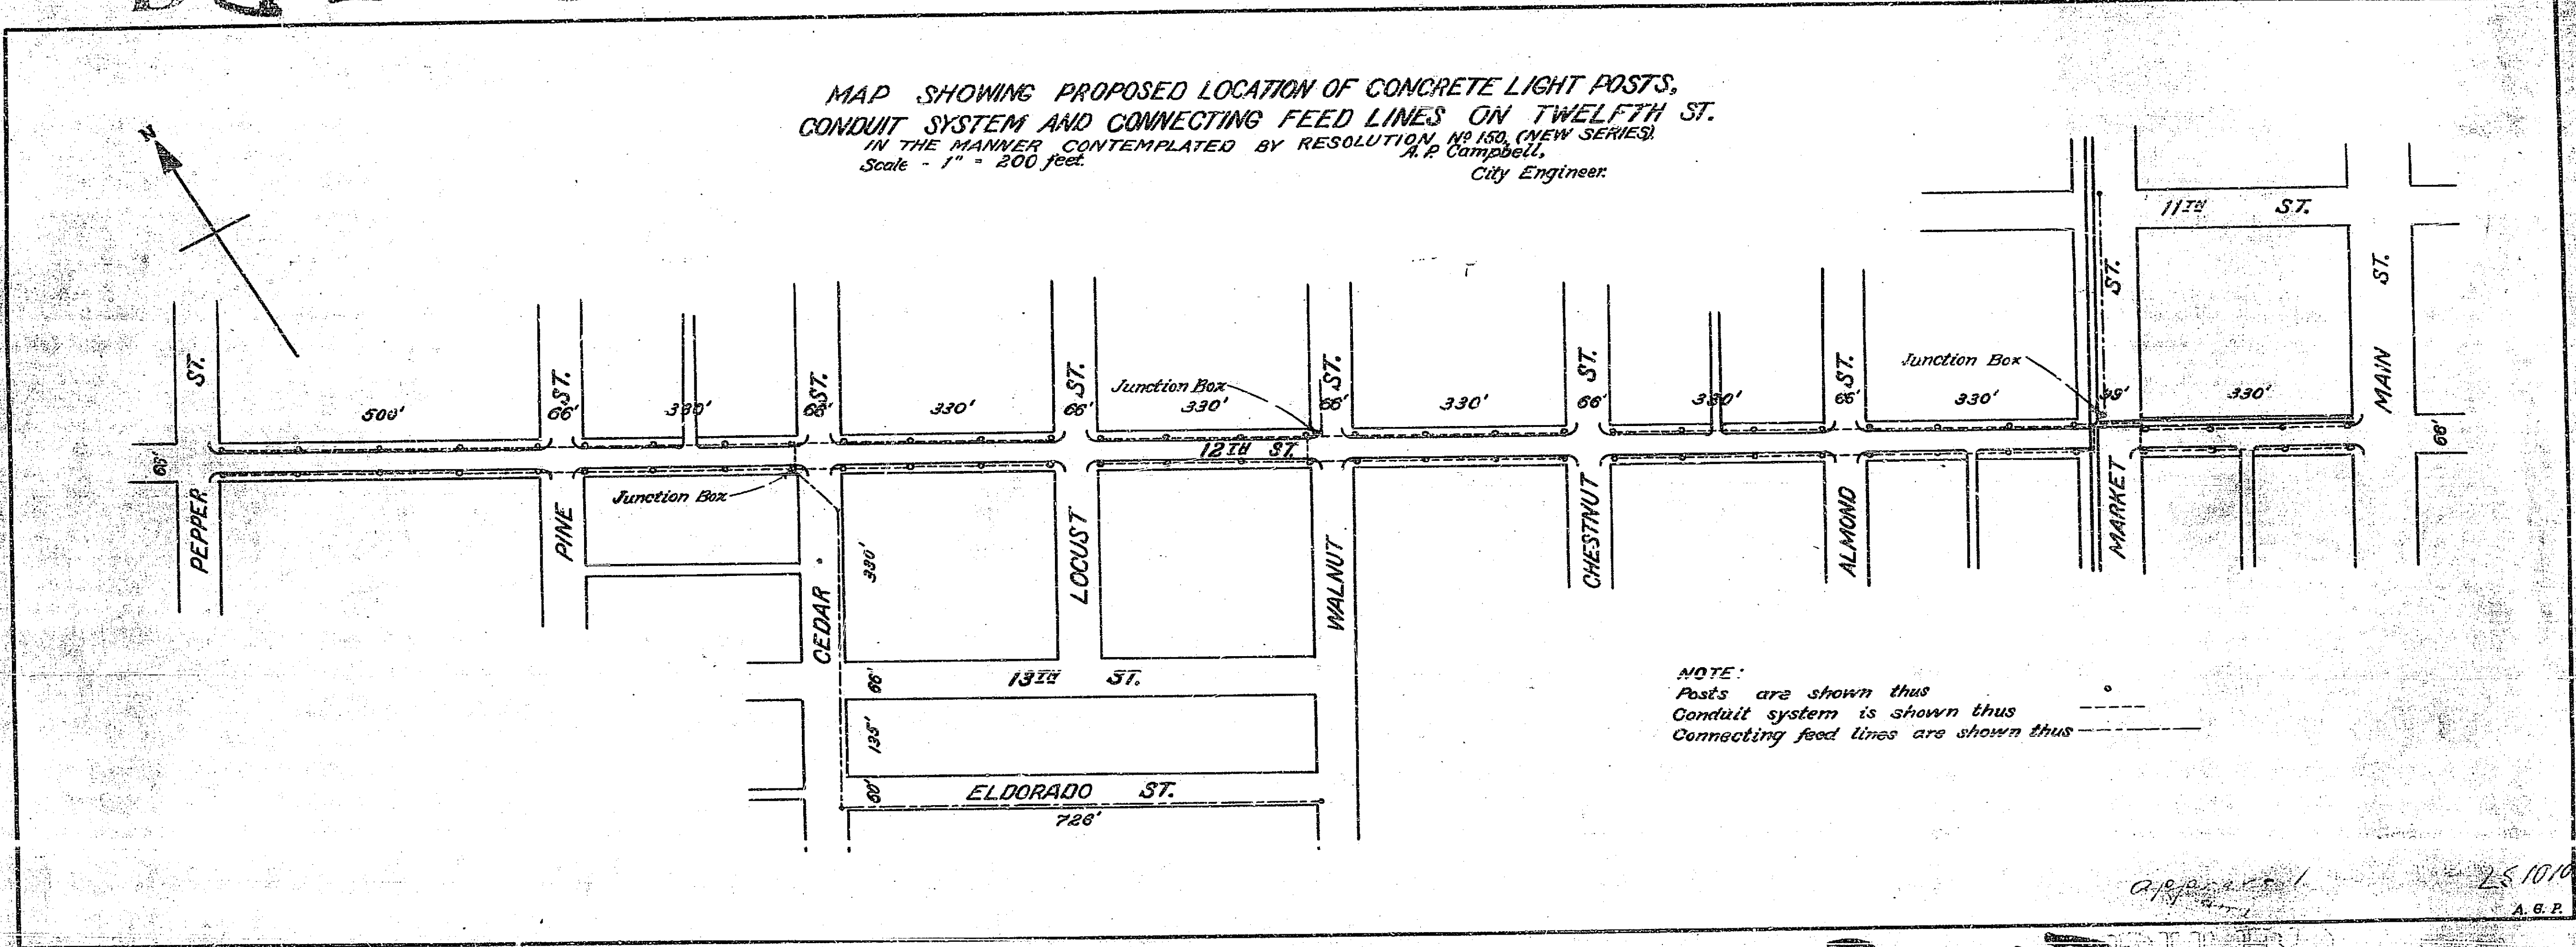 MAP SHOWING PROPOSED LOCATION OF CONCRETE LIGHT POSTS,
CONDUIT SYSTEM AND CONNECTING FEED LINES ON TWELFTH ST.
IN THE MANNER CONTEMPLATED BY RESOLUTION Nº 150, (NEW SERIES).
Scale - 1" = 200 feet.
A. P. Campbell,
City Engineer.
N
11TH ST.
ST.
ST.
ST.
ST.
ST.
ST.
ST.
ST.
MAIN ST.
Junction Box
Junction Box
500'
66'
330'
66'
330'
66'
330'
66'
330'
66'
330'
66'
330'
99'
330'
66'
66'
12TH ST.
Junction Box
PEPPER
PINE
CEDAR
330'
LOCUST
WALNUT
CHESTNUT
ALMOND
MARKET
66'
13TH ST.
135'
60'
ELDORADO ST.
726'
NOTE:
Posts are shown thus
Conduit system is shown thus
Connecting feed lines are shown thus
A. G. P.